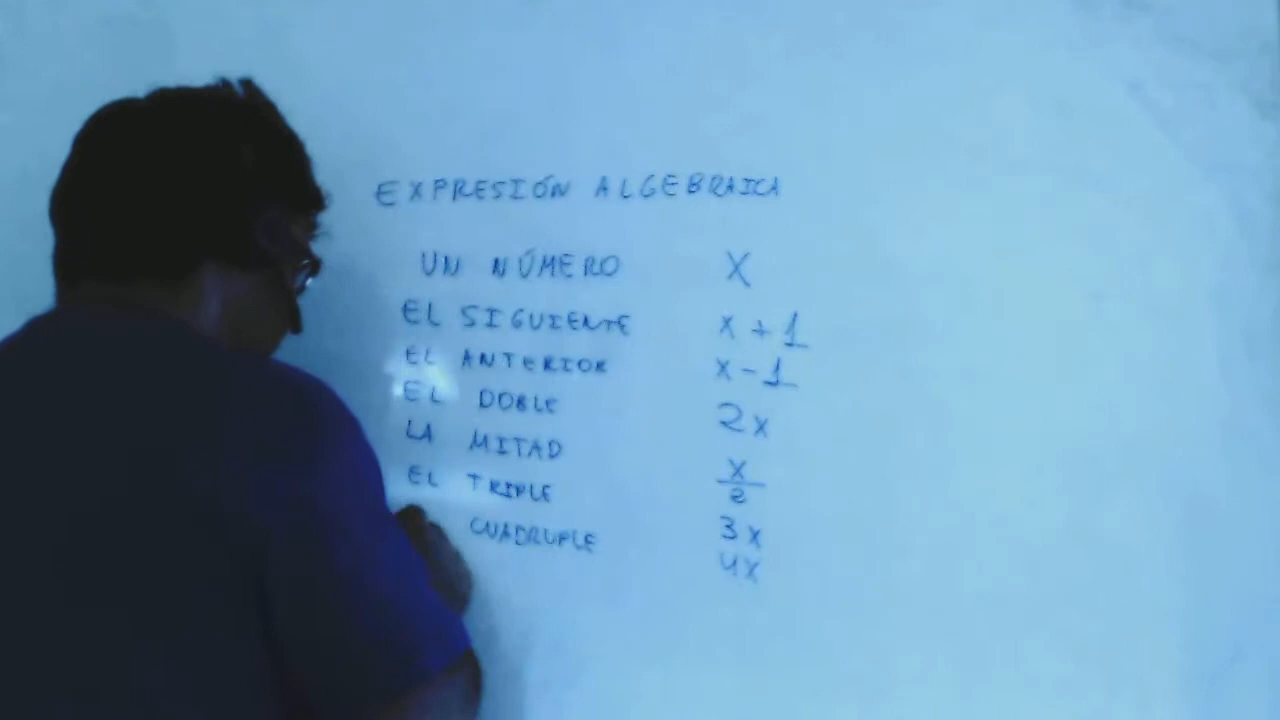 EXPRESIÓN ALGEBRAICA
UN NÚMERO X
EL SIGUIENTE x + 1
EL ANTERIOR x - 1
EL DOBLE 2x
LA MITAD x/2
EL TRIPLE 3x
CUADRUPLE 4x